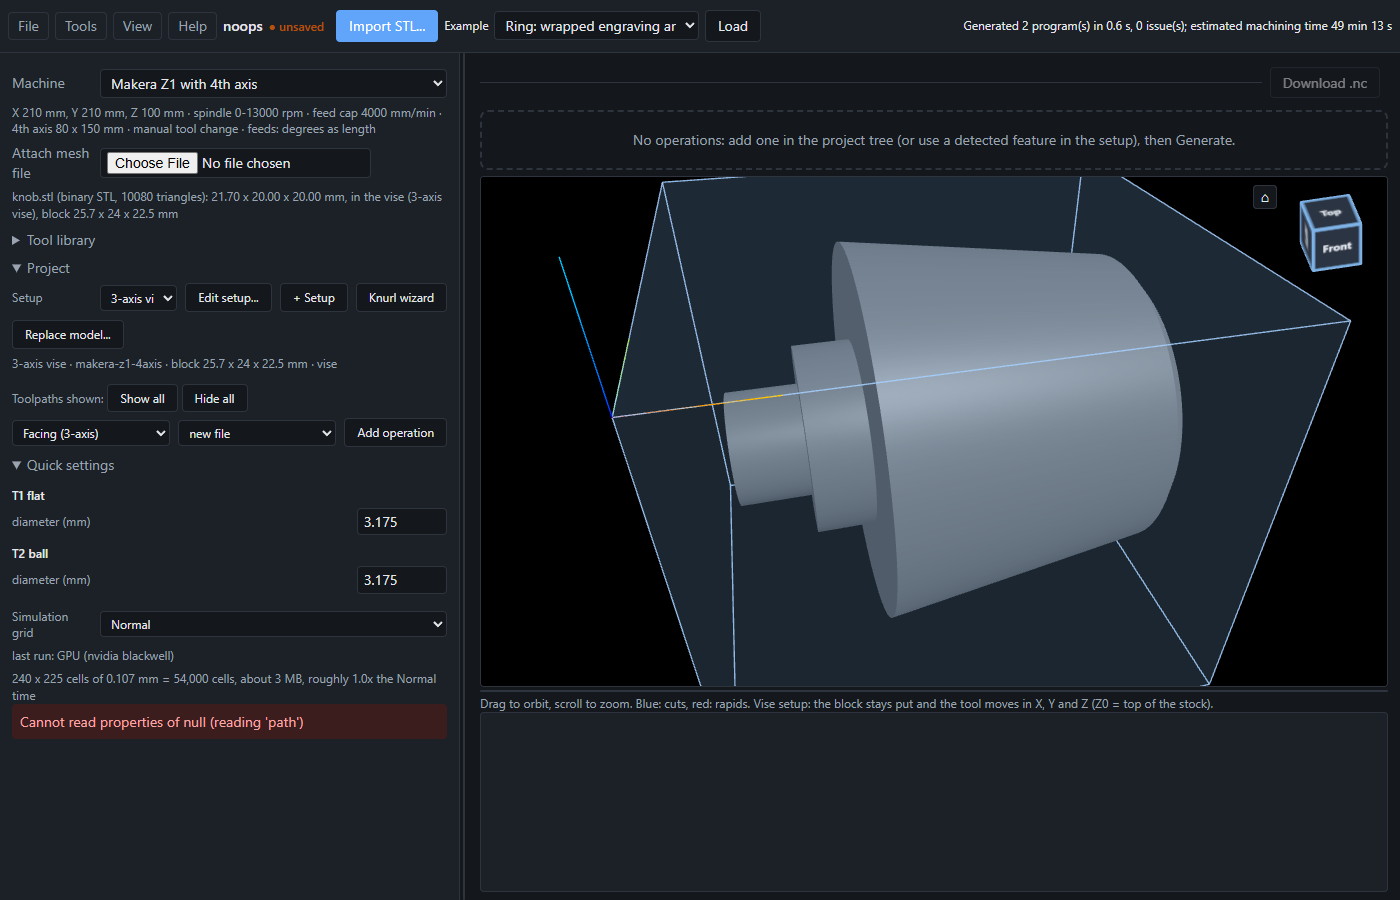 File Tools View Help noops ● unsaved Import STL... Example Ring: wrapped engraving ar Load Generated 2 program(s) in 0.6 s, 0 issue(s); estimated machining time 49 min 13 s
Machine Makera Z1 with 4th axis
X 210 mm, Y 210 mm, Z 100 mm · spindle 0-13000 rpm · feed cap 4000 mm/min ·
4th axis 80 x 150 mm · manual tool change · feeds: degrees as length
Attach mesh file Choose File No file chosen
knob.stl (binary STL, 10080 triangles): 21.70 x 20.00 x 20.00 mm, in the vise (3-axis
vise), block 25.7 x 24 x 22.5 mm
▶ Tool library
▼ Project
Setup 3-axis vi Edit setup... + Setup Knurl wizard
Replace model...
3-axis vise · makera-z1-4axis · block 25.7 x 24 x 22.5 mm · vise
Toolpaths shown: Show all Hide all
Facing (3-axis) new file Add operation
▼ Quick settings
T1 flat
diameter (mm) 3.175
T2 ball
diameter (mm) 3.175
Simulation grid Normal
last run: GPU (nvidia blackwell)
240 x 225 cells of 0.107 mm = 54,000 cells, about 3 MB, roughly 1.0x the Normal
time
Cannot read properties of null (reading 'path')
Download .nc
No operations: add one in the project tree (or use a detected feature in the setup), then Generate.
Top
Front
Drag to orbit, scroll to zoom. Blue: cuts, red: rapids. Vise setup: the block stays put and the tool moves in X, Y and Z (Z0 = top of the stock).